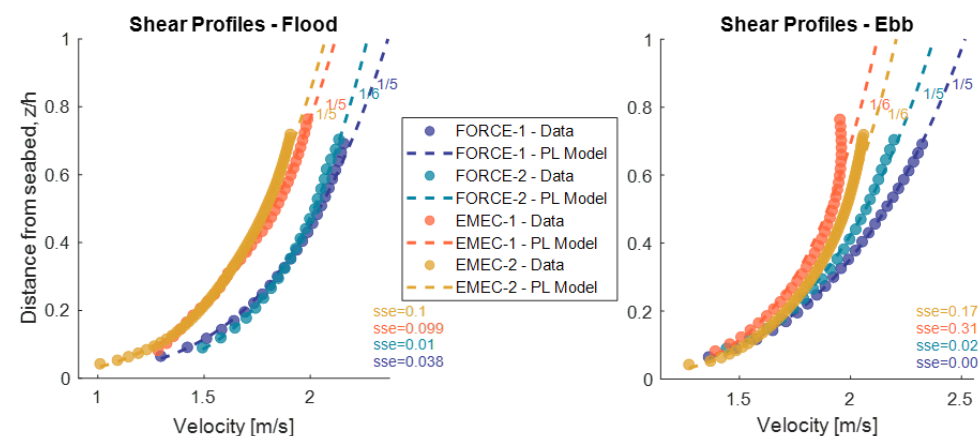 Shear Profiles - Flood
Shear Profiles - Ebb
Distance from seabed, z/h
1
0.8
0.6
0.4
0.2
0
1
1.5
2
Velocity [m/s]
1/5
1/6
1/5
1/5
sse=0.1
sse=0.099
sse=0.01
sse=0.038
FORCE-1 - Data
FORCE-1 - PL Model
FORCE-2 - Data
FORCE-2 - PL Model
EMEC-1 - Data
EMEC-1 - PL Model
EMEC-2 - Data
EMEC-2 - PL Model
1
0.8
0.6
0.4
0.2
0
1.5
2
2.5
Velocity [m/s]
1/5
1/5
1/6
1/6
sse=0.17
sse=0.31
sse=0.02
sse=0.00